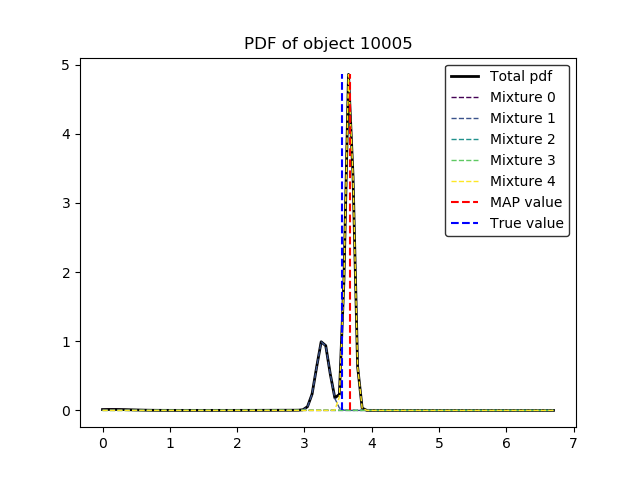 PDF of object 10005
5
4
3
2
1
0
0 1 2 3 4 5 6 7
Total pdf
Mixture 0
Mixture 1
Mixture 2
Mixture 3
Mixture 4
MAP value
True value